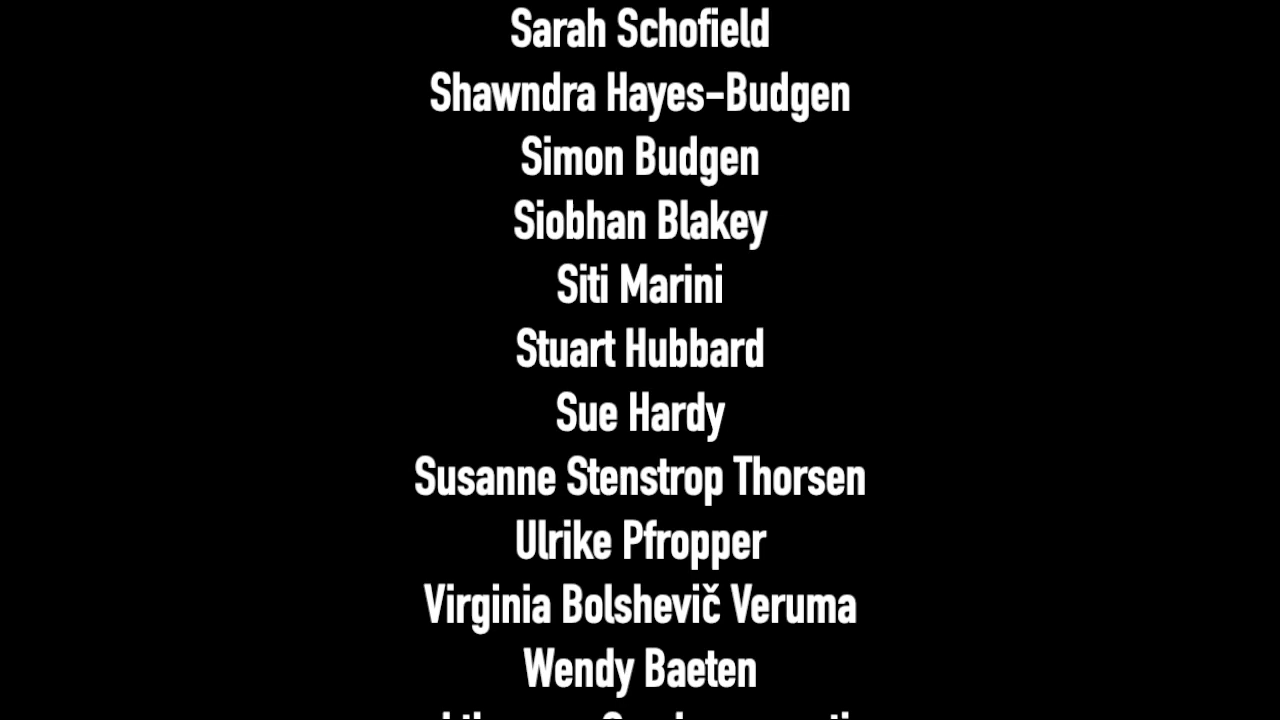 Sarah Schofield
Shawndra Hayes-Budgen
Simon Budgen
Siobhan Blakey
Siti Marini
Stuart Hubbard
Sue Hardy
Susanne Stenstrop Thorsen
Ulrike Pfropper
Virginia Bolshevič Veruma
Wendy Baeten